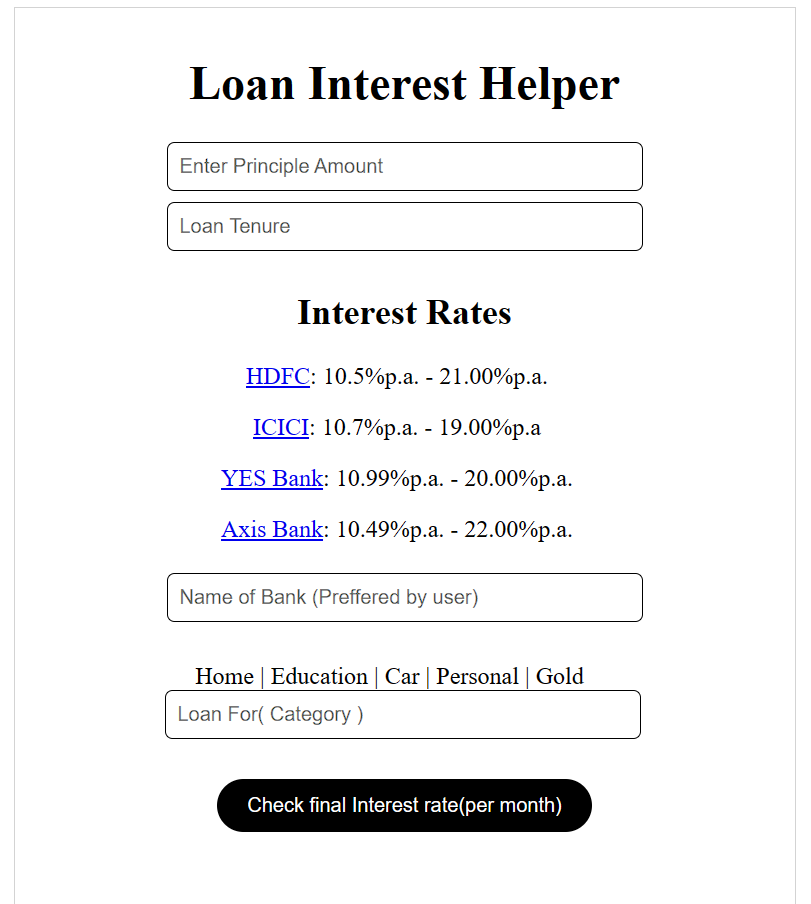 Loan Interest Helper
Enter Principle Amount
Loan Tenure
Interest Rates
HDFC: 10.5%p.a. - 21.00%p.a.
ICICI: 10.7%p.a. - 19.00%p.a
YES Bank: 10.99%p.a. - 20.00%p.a.
Axis Bank: 10.49%p.a. - 22.00%p.a.
Name of Bank (Preffered by user)
Home | Education | Car | Personal | Gold
Loan For( Category )
Check final Interest rate(per month)